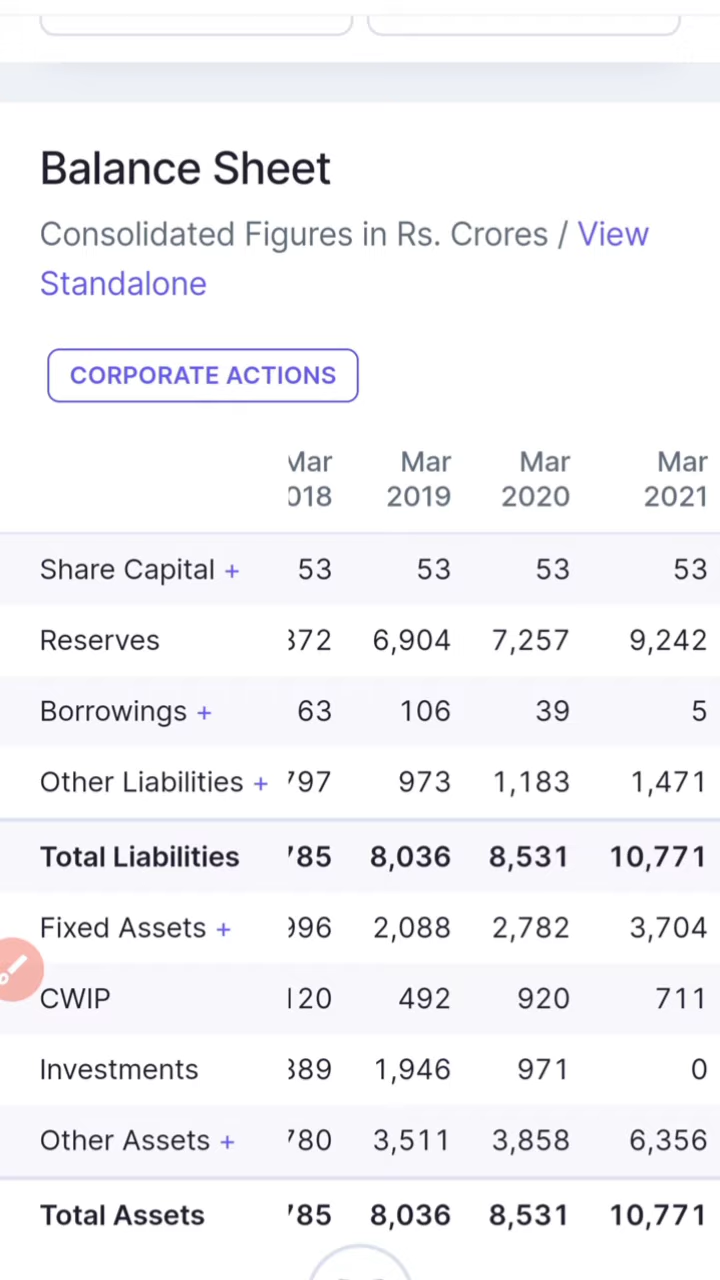 Balance Sheet
Consolidated Figures in Rs. Crores / View
Standalone
CORPORATE ACTIONS
Mar Mar Mar
2019 2020 2021
Share Capital + 53 53 53 53
Reserves 6,904 7,257 9,242
Borrowings + 63 106 39 5
Other Liabilities + 973 1,183 1,471
Total Liabilities 8,036 8,531 10,771
Fixed Assets + 2,088 2,782 3,704
CWIP 492 920 711
Investments 1,946 971 0
Other Assets + 3,511 3,858 6,356
Total Assets 8,036 8,531 10,771